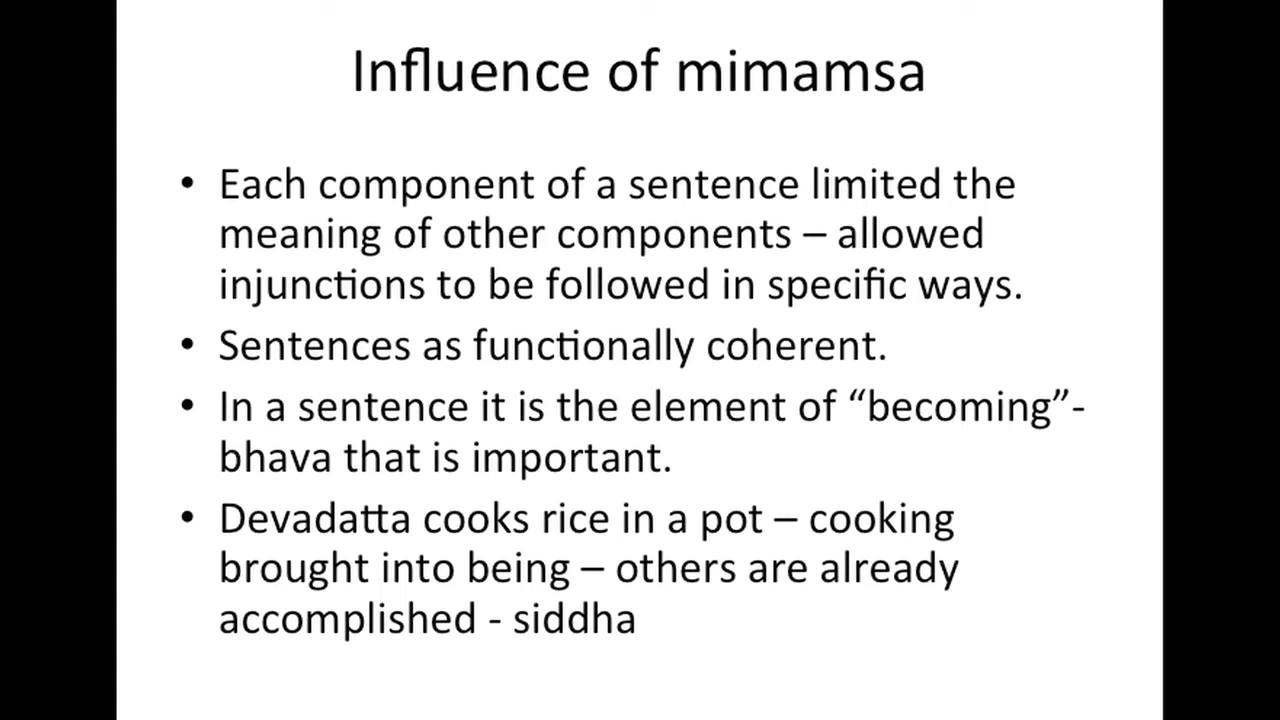 Influence of mimamsa
• Each component of a sentence limited the
meaning of other components – allowed
injunctions to be followed in specific ways.
• Sentences as functionally coherent.
• In a sentence it is the element of “becoming”-
bhava that is important.
• Devadatta cooks rice in a pot – cooking
brought into being – others are already
accomplished - siddha